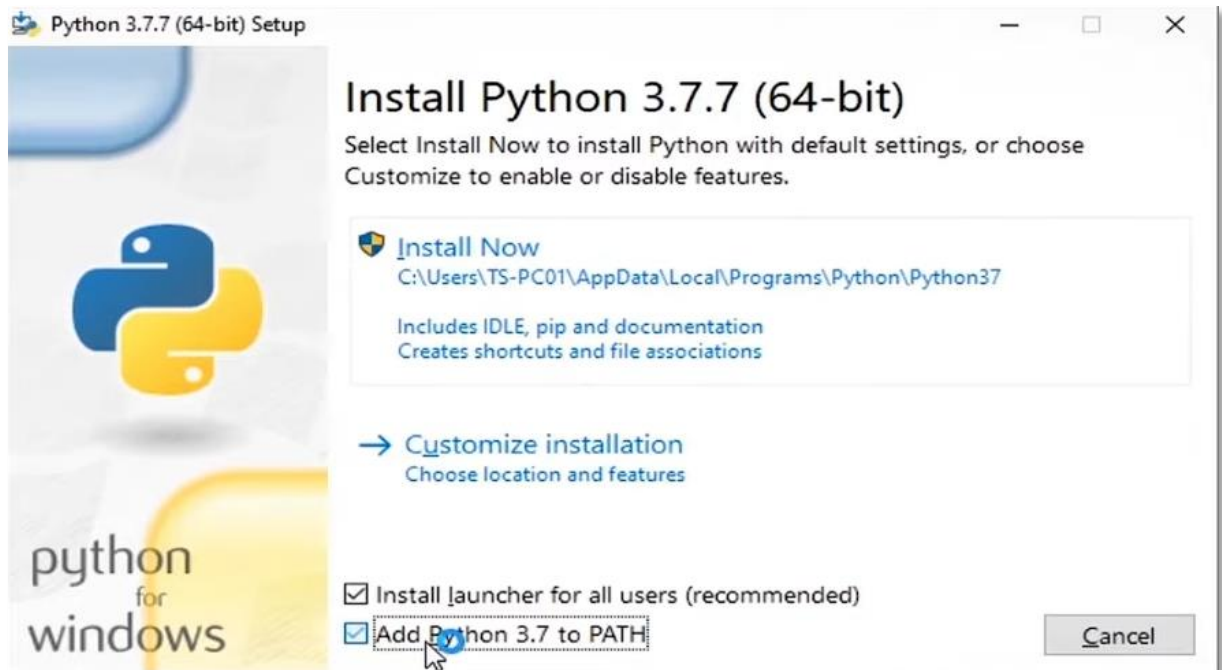 Python 3.7.7 (64-bit) Setup
Install Python 3.7.7 (64-bit)
Select Install Now to install Python with default settings, or choose
Customize to enable or disable features.
Install Now
C:\Users\TS-PC01\AppData\Local\Programs\Python\Python37
Includes IDLE, pip and documentation
Creates shortcuts and file associations
Customize installation
Choose location and features
python
for
windows
Install launcher for all users (recommended)
Add Python 3.7 to PATH
Cancel